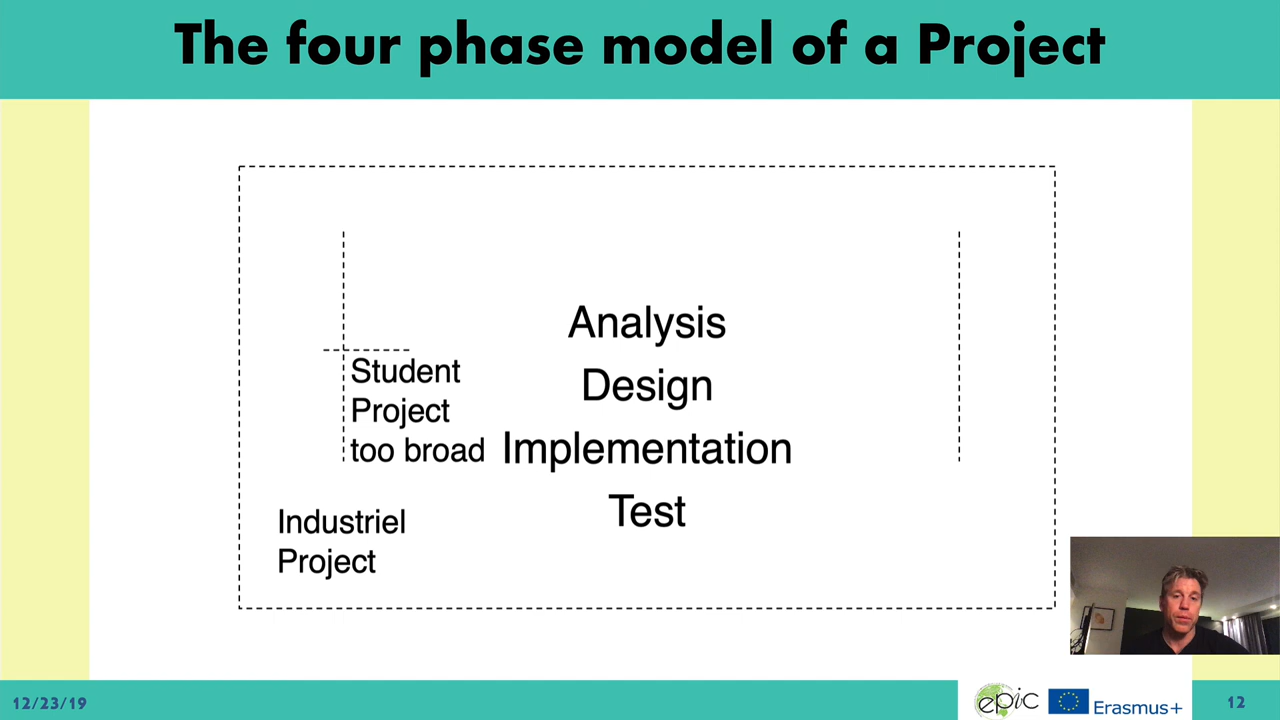 The four phase model of a Project
Analysis
Design
Implementation
Test
Student
Project
too broad
Industriel
Project
12/23/19
epic
Erasmus+
12